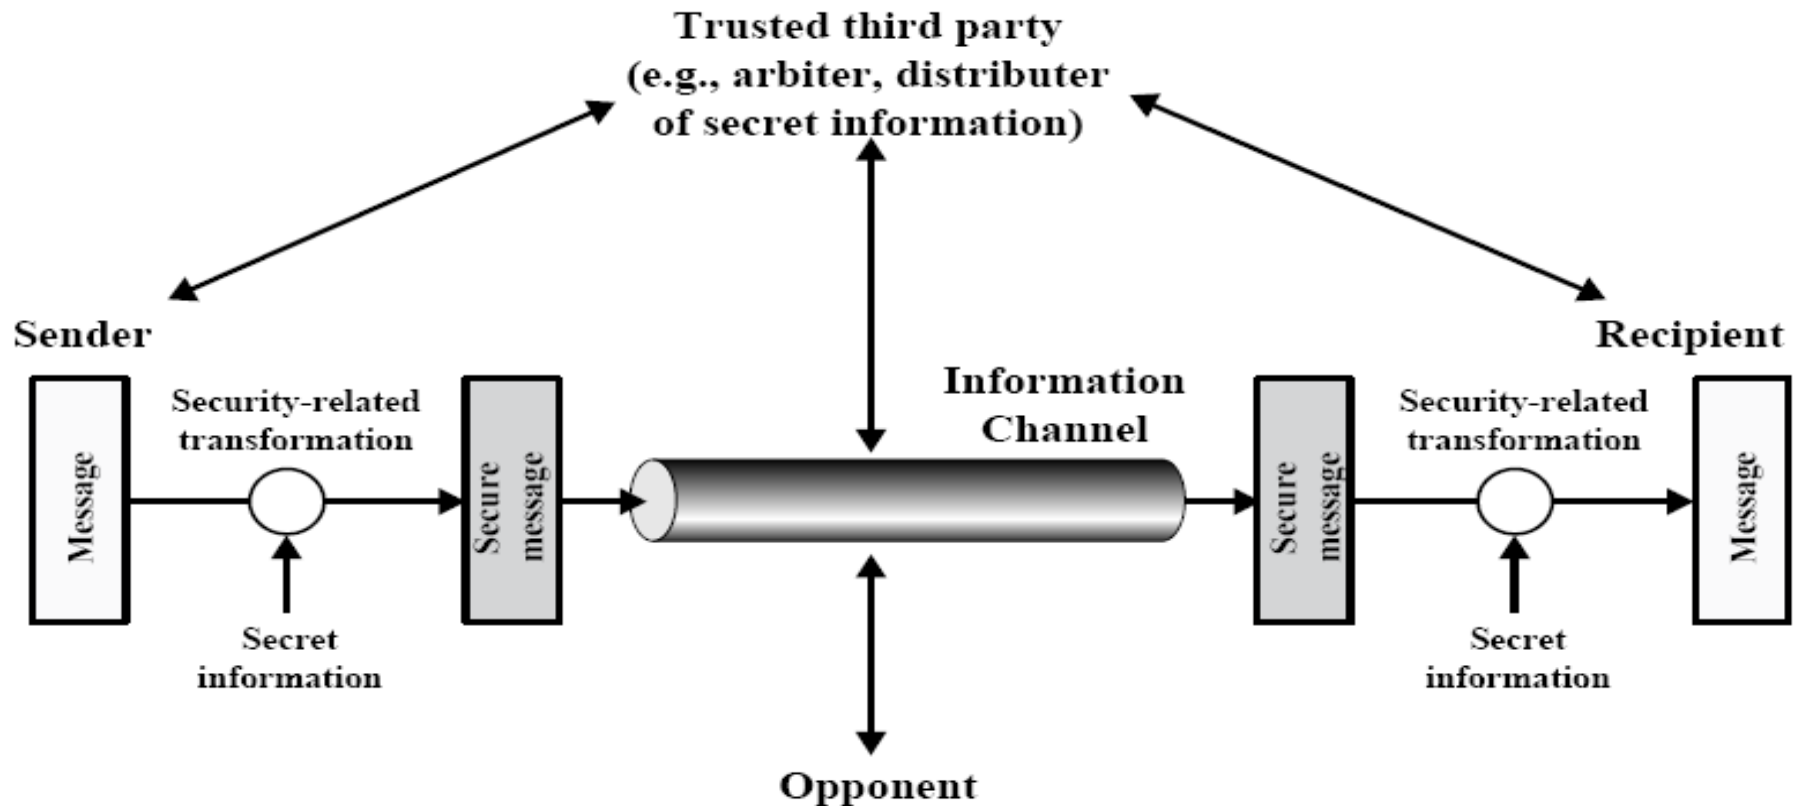 Trusted third party
(e.g., arbiter, distributer
of secret information)
Sender
Recipient
Information
Channel
Security-related
transformation
Security-related
transformation
Message
Secure
message
Secure
message
Message
Secret
information
Secret
information
Opponent